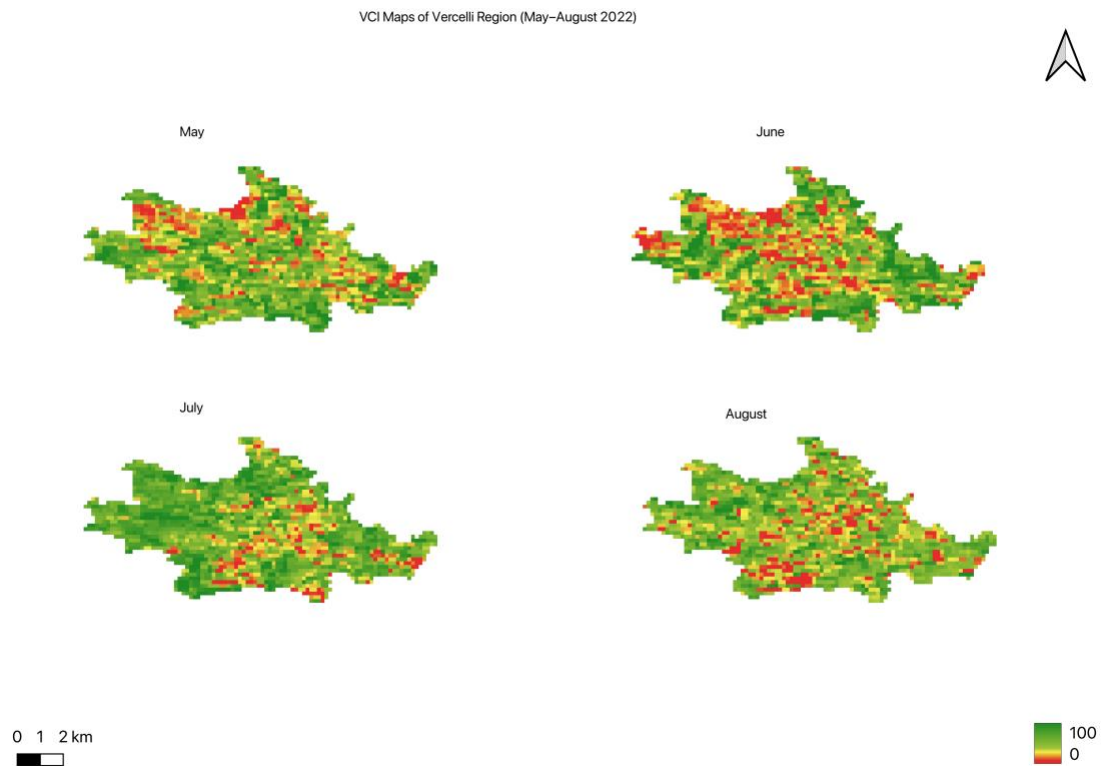 VCI Maps of Vercelli Region (May–August 2022)
May
June
July
August
0 1 2 km
100
0